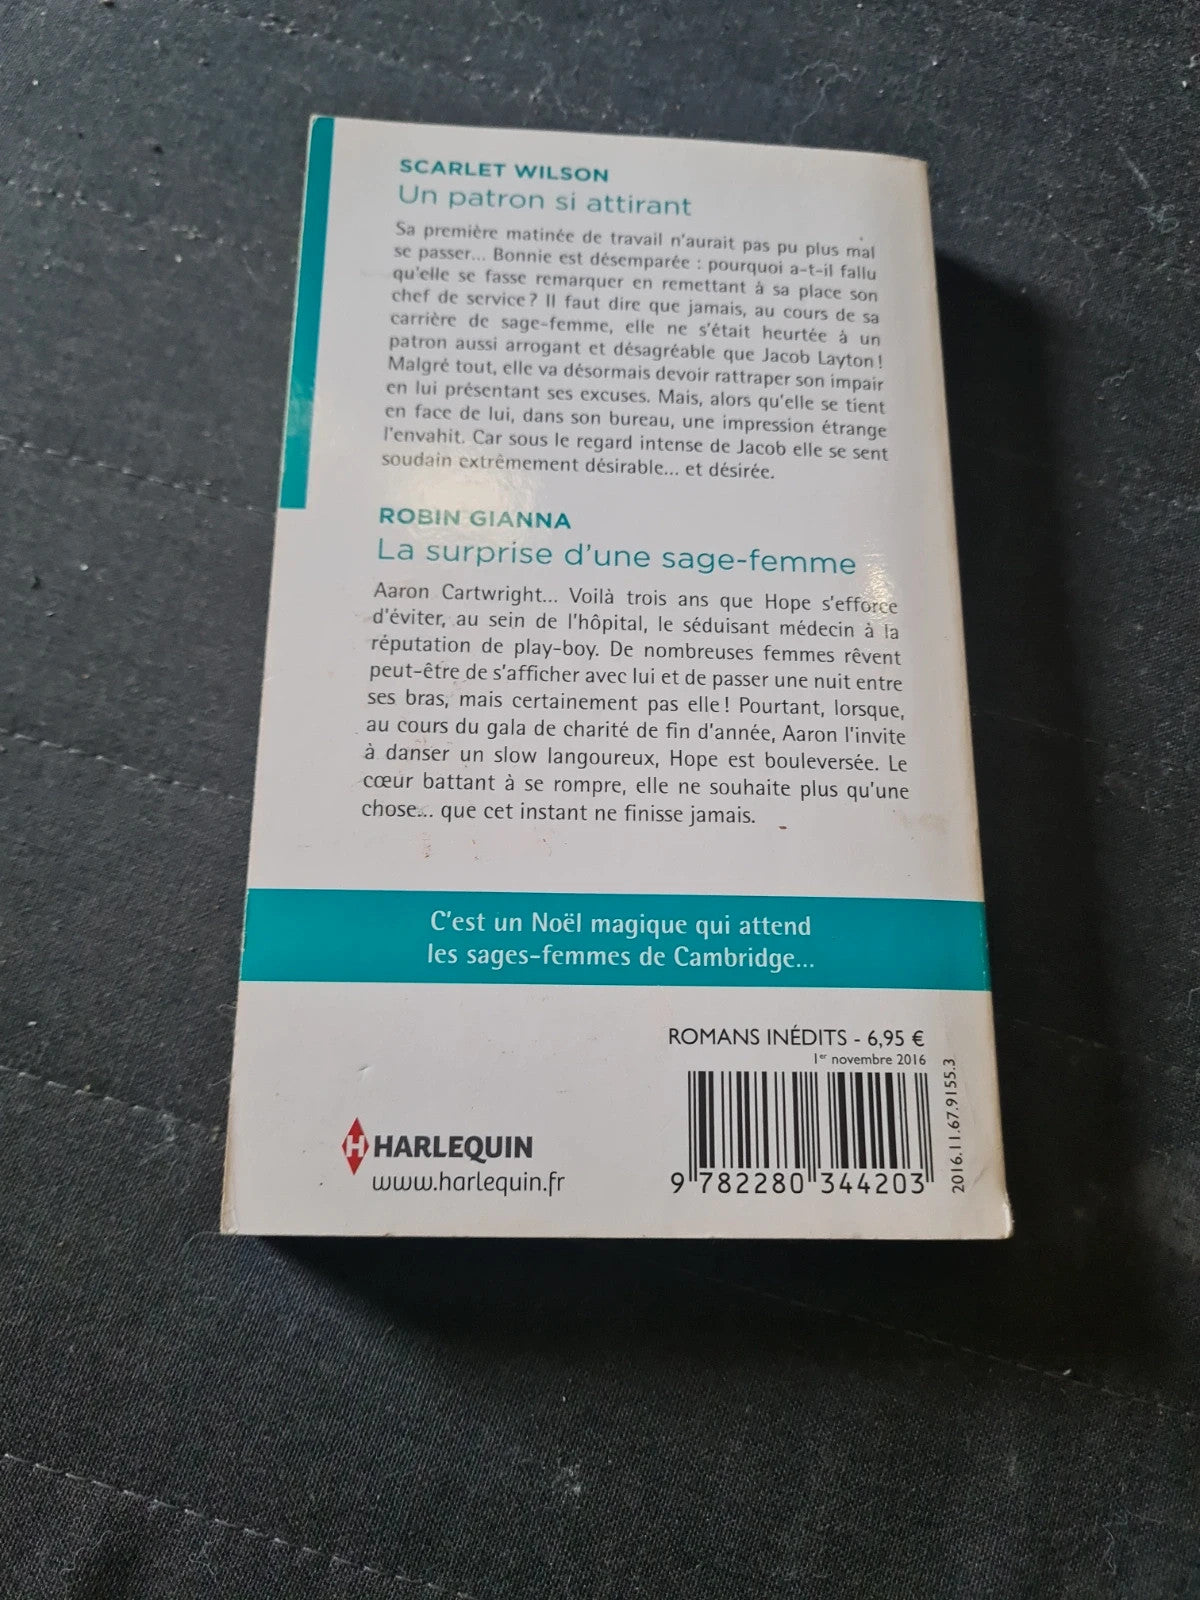 SCARLET WILSON
Un patron si attirant
Sa première matinée de travail n'aurait pas pu plus mal
se passer... Bonnie est désemparée : pourquoi a-t-il fallu
qu'elle se fasse remarquer en remettant à sa place son
chef de service ? Il faut dire que jamais, au cours de sa
carrière de sage-femme, elle ne s'était heurtée à un
patron aussi arrogant et désagréable que Jacob Layton !
Malgré tout, elle va désormais devoir rattraper son impair
en lui présentant ses excuses. Mais, alors qu'elle se tient
en face de lui, dans son bureau, une impression étrange
l'envahit. Car sous le regard intense de Jacob elle se sent
soudain extrêmement désirable... et désirée.
ROBIN GIANNA
La surprise d'une sage-femme
Aaron Cartwright... Voilà trois ans que Hope s'efforce
d'éviter, au sein de l'hôpital, le séduisant médecin à la
réputation de play-boy. De nombreuses femmes rêvent
peut-être de s'afficher avec lui et de passer une nuit entre
ses bras, mais certainement pas elle ! Pourtant, lorsque,
au cours du gala de charité de fin d'année, Aaron l'invite
à danser un slow langoureux, Hope est bouleversée. Le
cœur battant à se rompre, elle ne souhaite plus qu'une
chose... que cet instant ne finisse jamais.
C'est un Noël magique qui attend
les sages-femmes de Cambridge...
ROMANS INÉDITS - 6,95 €
1er novembre 2016
2016.11.67.9155.3
H HARLEQUIN
www.harlequin.fr
9 782280 344203